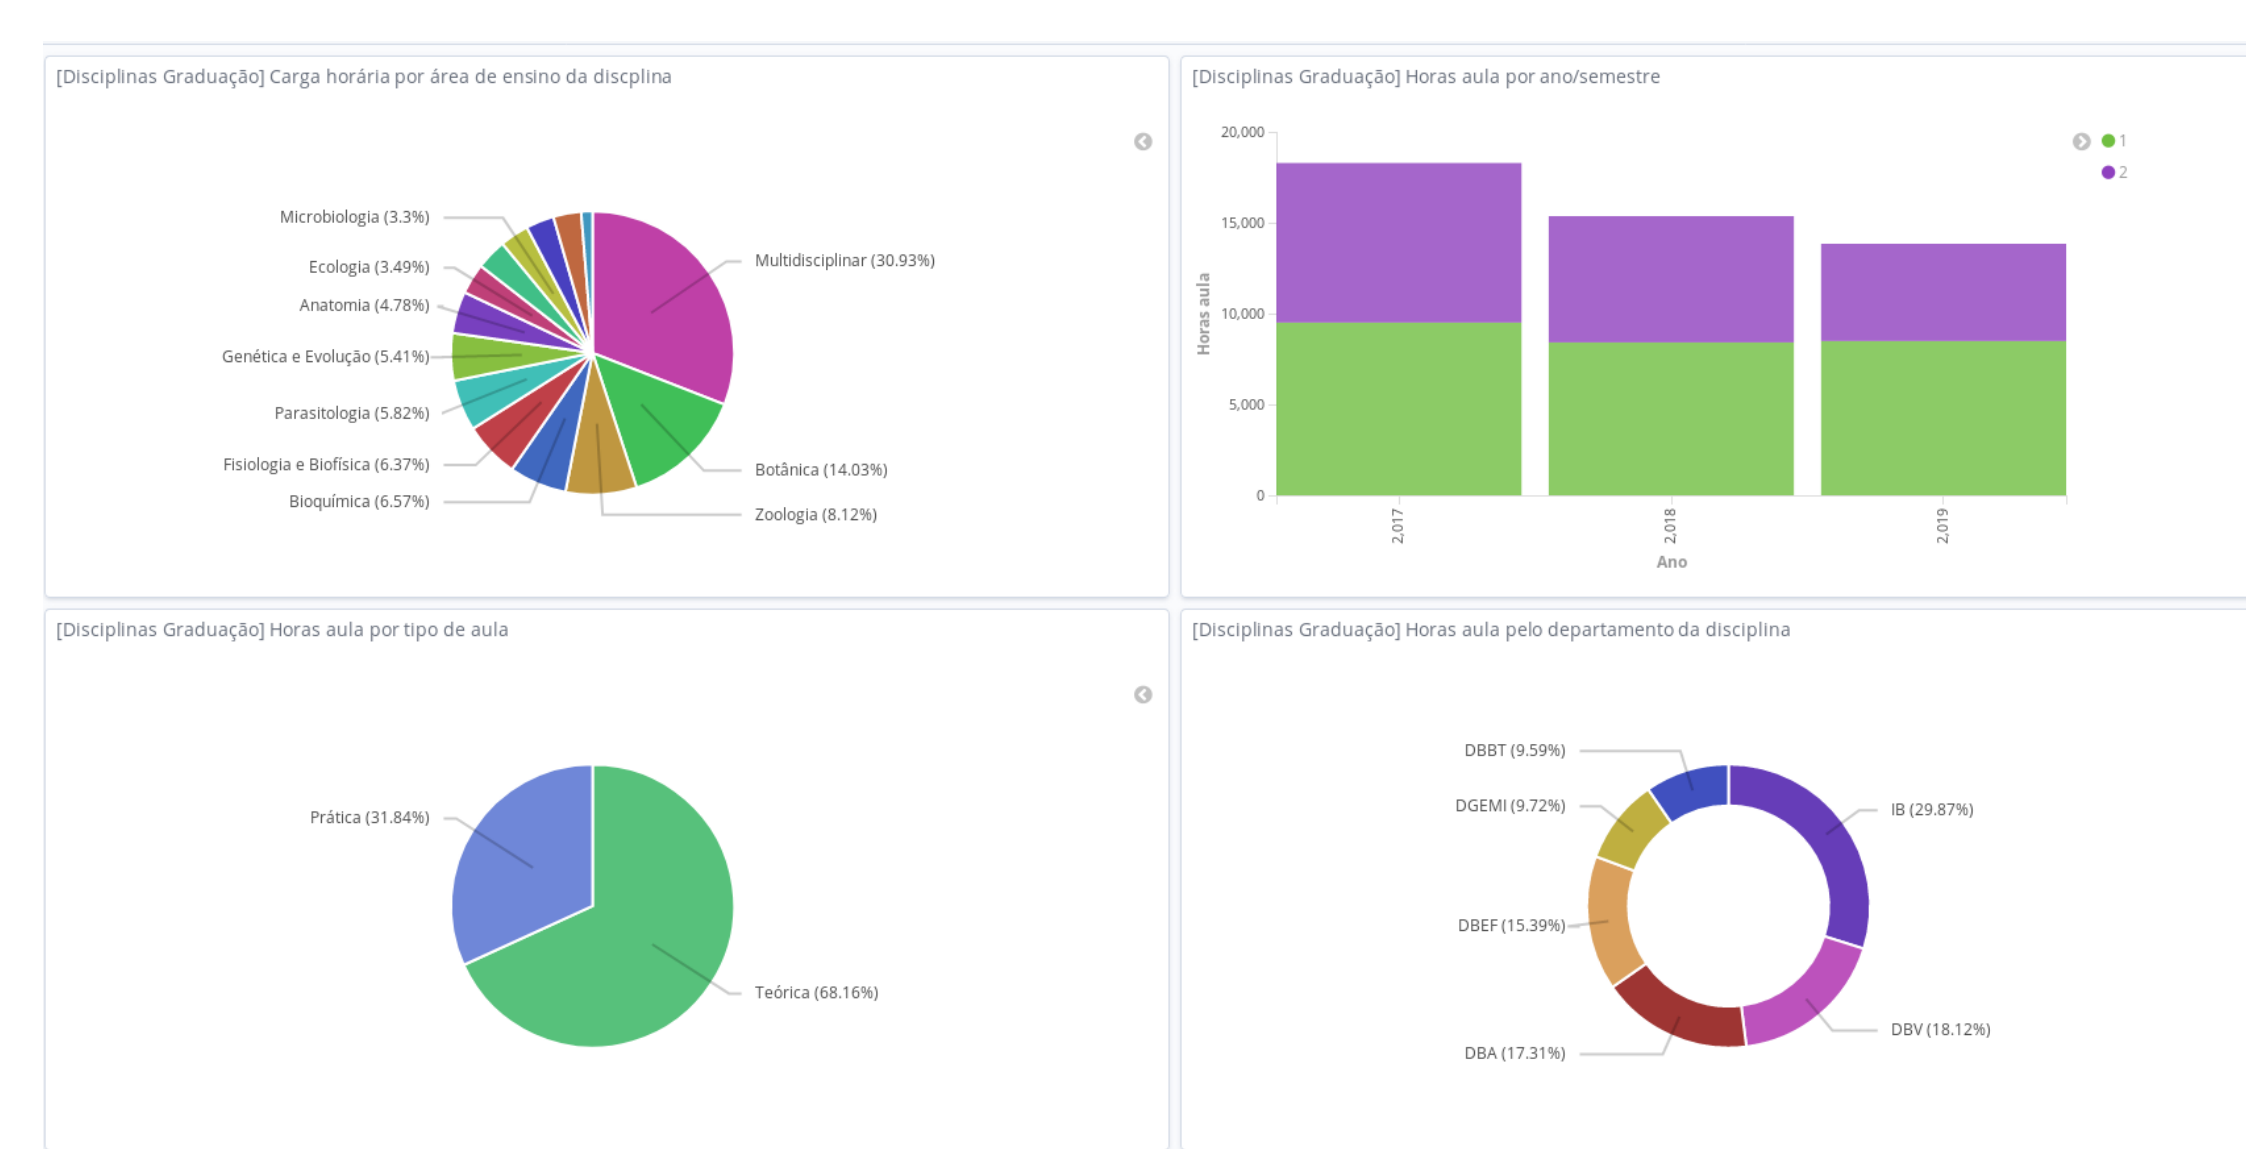 [Disciplinas Graduação] Carga horária por área de ensino da discplina
Microbiologia (3.3%)
Ecologia (3.49%)
Anatomia (4.78%)
Genética e Evolução (5.41%)
Parasitologia (5.82%)
Fisiologia e Biofísica (6.37%)
Bioquímica (6.57%)
Multidisciplinar (30.93%)
Botânica (14.03%)
Zoologia (8.12%)
[Disciplinas Graduação] Horas aula por ano/semestre
20,000
15,000
10,000
5,000
0
Horas aula
2,017
2,018
2,019
Ano
1
2
[Disciplinas Graduação] Horas aula por tipo de aula
Prática (31.84%)
Teórica (68.16%)
[Disciplinas Graduação] Horas aula pelo departamento da disciplina
DBBT (9.59%)
DGEMI (9.72%)
DBEF (15.39%)
DBA (17.31%)
IB (29.87%)
DBV (18.12%)